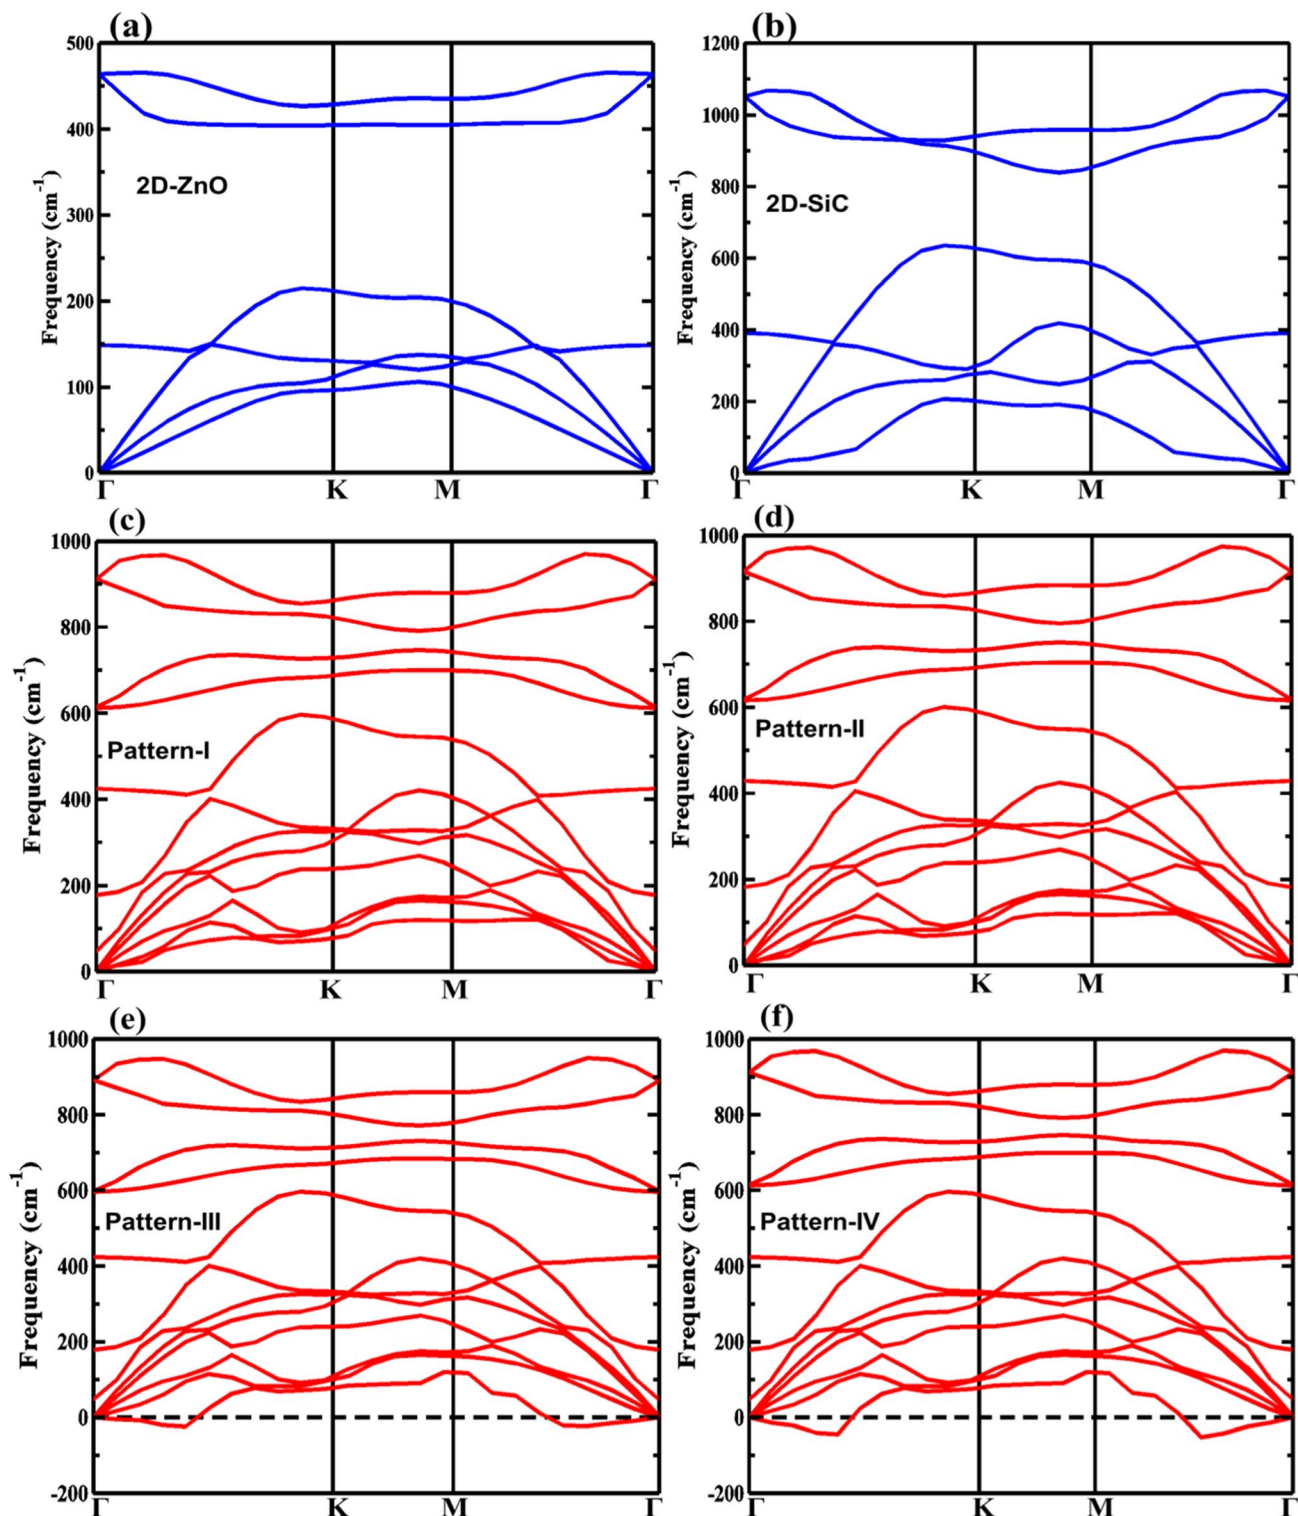 (a)
500
400
300
200
100
0
Frequency (cm-1)
2D-ZnO
Γ K M Γ
(b)
1200
1000
800
600
400
200
0
Frequency (cm-1)
2D-SiC
Γ K M Γ
(c)
1000
800
600
400
200
0
Frequency (cm-1)
Pattern-I
Γ K M Γ
(d)
1000
800
600
400
200
0
Frequency (cm-1)
Pattern-II
Γ K M Γ
(e)
1000
800
600
400
200
0
-200
Frequency (cm-1)
Pattern-III
Γ K M Γ
(f)
1000
800
600
400
200
0
-200
Frequency (cm-1)
Pattern-IV
Γ K M Γ